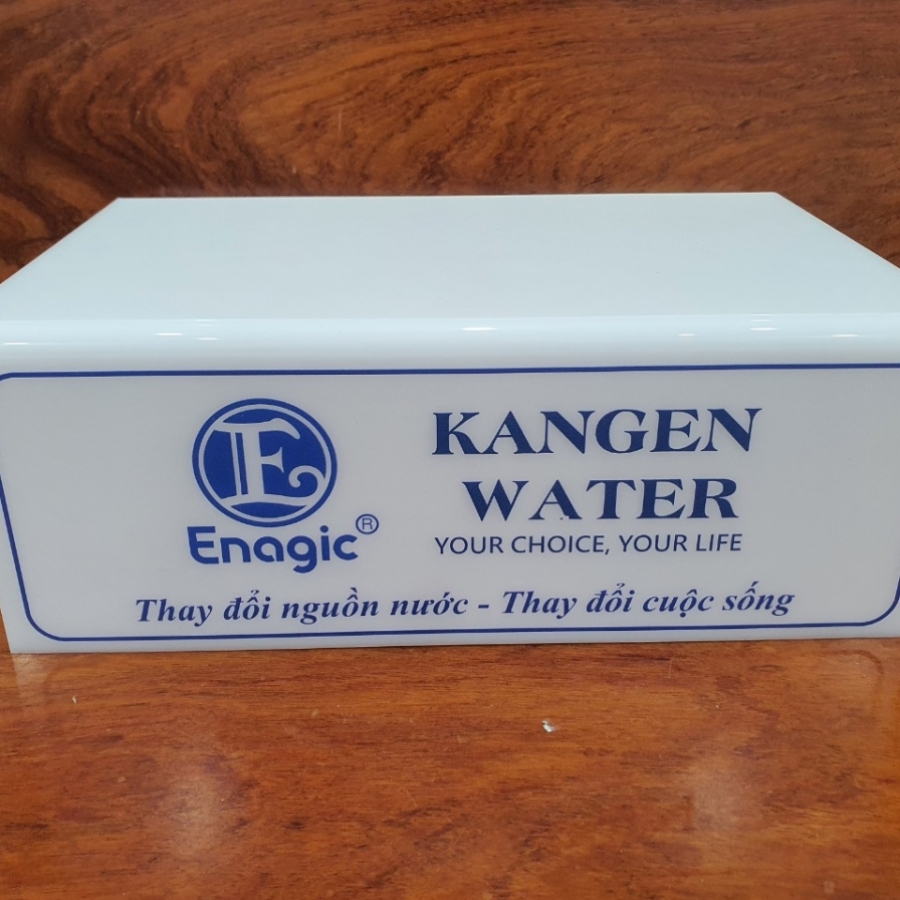 E
Enagic®
KANGEN
WATER
YOUR CHOICE, YOUR LIFE
Thay đổi nguồn nước - Thay đổi cuộc sống